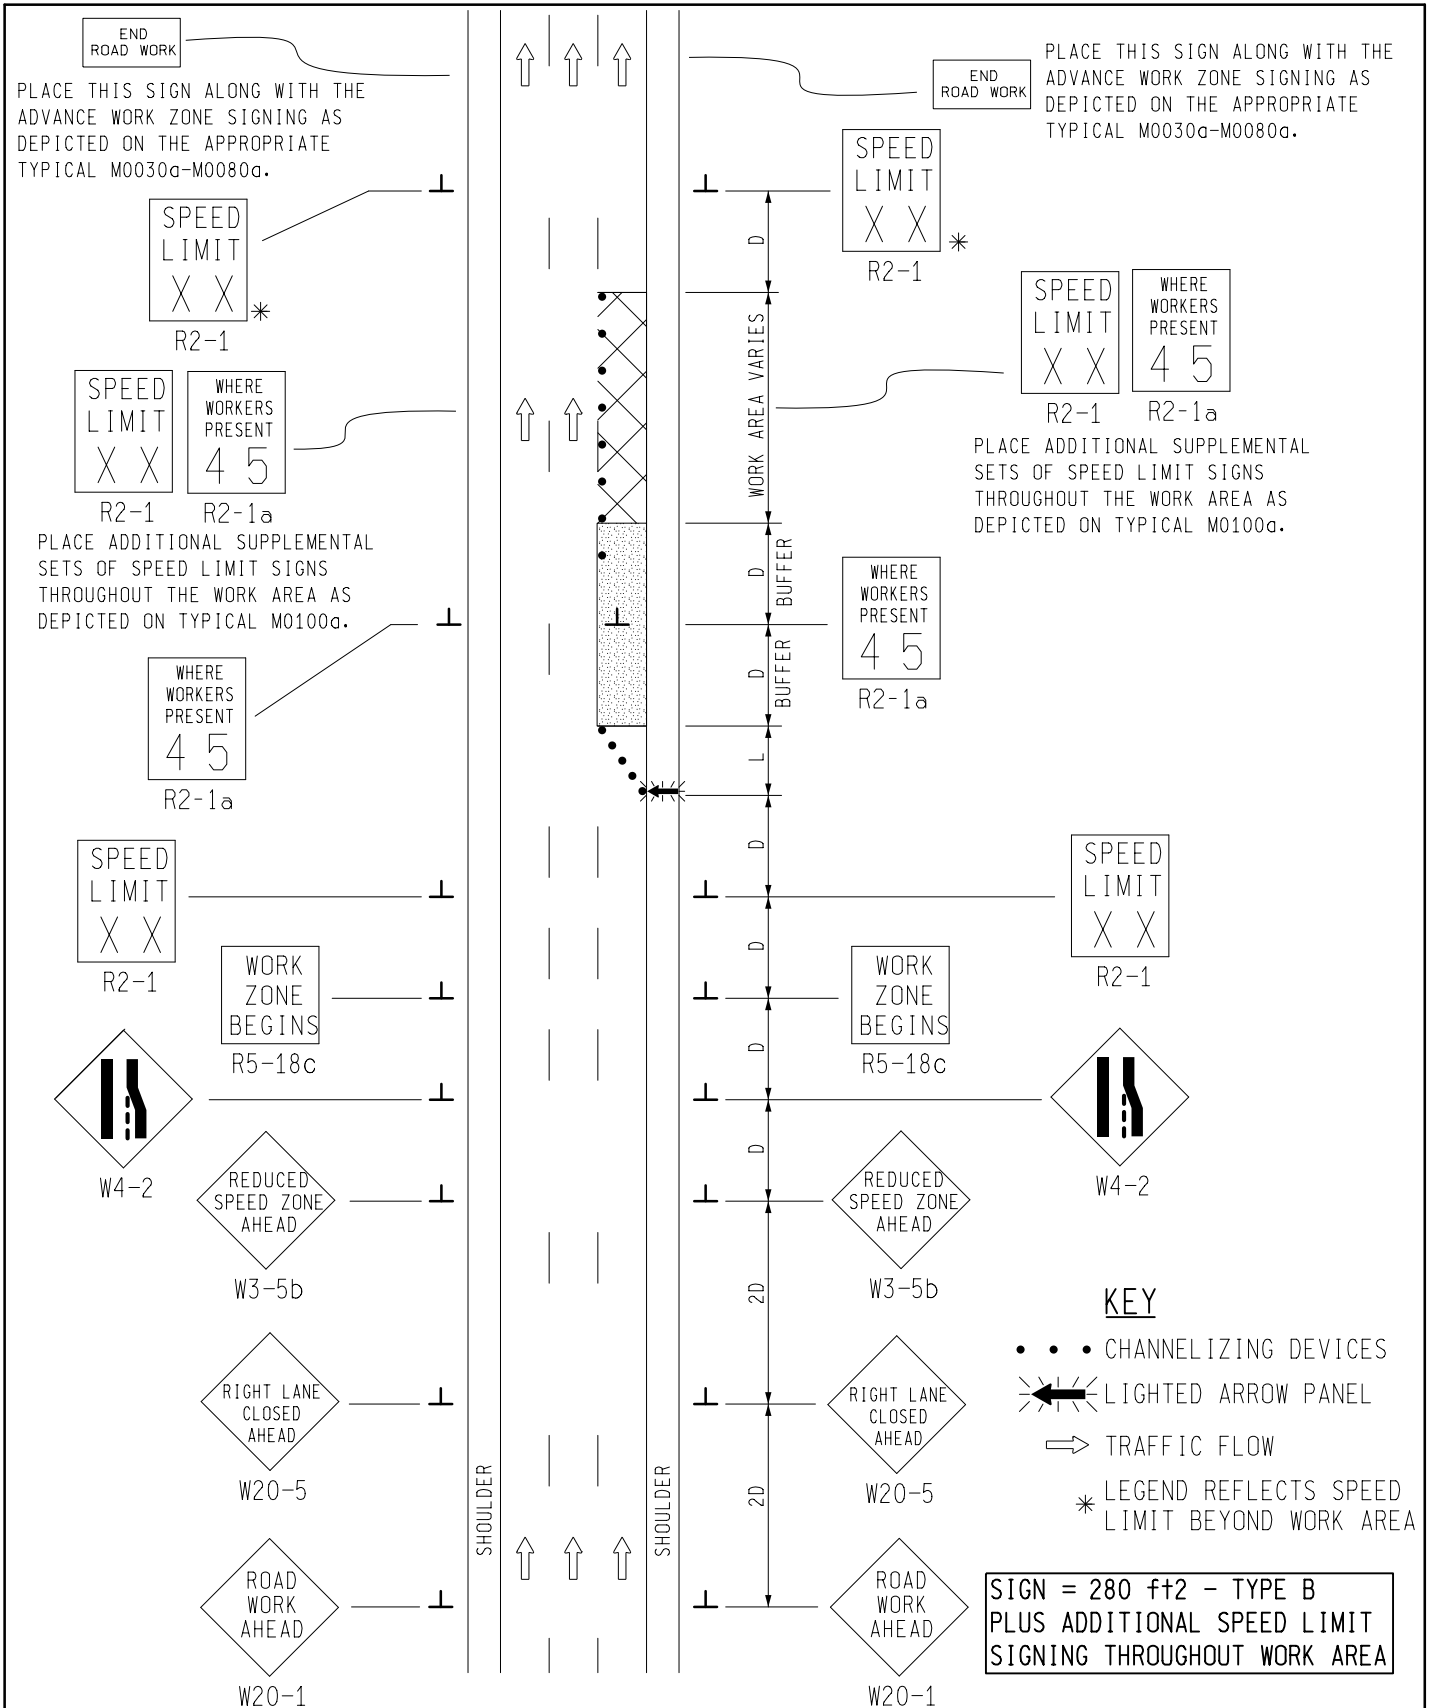 END
ROAD WORK
PLACE THIS SIGN ALONG WITH THE
ADVANCE WORK ZONE SIGNING AS
DEPICTED ON THE APPROPRIATE
TYPICAL M0030a-M0080a.
END
ROAD WORK
PLACE THIS SIGN ALONG WITH THE
ADVANCE WORK ZONE SIGNING AS
DEPICTED ON THE APPROPRIATE
TYPICAL M0030a-M0080a.
SPEED
LIMIT
X X
*
R2-1
SPEED
LIMIT
X X
*
R2-1
D
SPEED
LIMIT
X X
R2-1
WHERE
WORKERS
PRESENT
4 5
R2-1a
PLACE ADDITIONAL SUPPLEMENTAL
SETS OF SPEED LIMIT SIGNS
THROUGHOUT THE WORK AREA AS
DEPICTED ON TYPICAL M0100a.
WORK AREA VARIES
SPEED
LIMIT
X X
R2-1
WHERE
WORKERS
PRESENT
4 5
R2-1a
PLACE ADDITIONAL SUPPLEMENTAL
SETS OF SPEED LIMIT SIGNS
THROUGHOUT THE WORK AREA AS
DEPICTED ON TYPICAL M0100a.
D
BUFFER
D
BUFFER
WHERE
WORKERS
PRESENT
4 5
R2-1a
WHERE
WORKERS
PRESENT
4 5
R2-1a
L
D
SPEED
LIMIT
X X
R2-1
SPEED
LIMIT
X X
R2-1
D
WORK
ZONE
BEGINS
R5-18c
WORK
ZONE
BEGINS
R5-18c
D
W4-2
W4-2
D
REDUCED
SPEED ZONE
AHEAD
W3-5b
REDUCED
SPEED ZONE
AHEAD
W3-5b
2D
RIGHT LANE
CLOSED
AHEAD
W20-5
RIGHT LANE
CLOSED
AHEAD
W20-5
2D
SHOULDER
SHOULDER
ROAD
WORK
AHEAD
W20-1
ROAD
WORK
AHEAD
W20-1
KEY
CHANNELIZING DEVICES
LIGHTED ARROW PANEL
TRAFFIC FLOW
* LEGEND REFLECTS SPEED
LIMIT BEYOND WORK AREA
SIGN = 280 ft2 - TYPE B
PLUS ADDITIONAL SPEED LIMIT
SIGNING THROUGHOUT WORK AREA